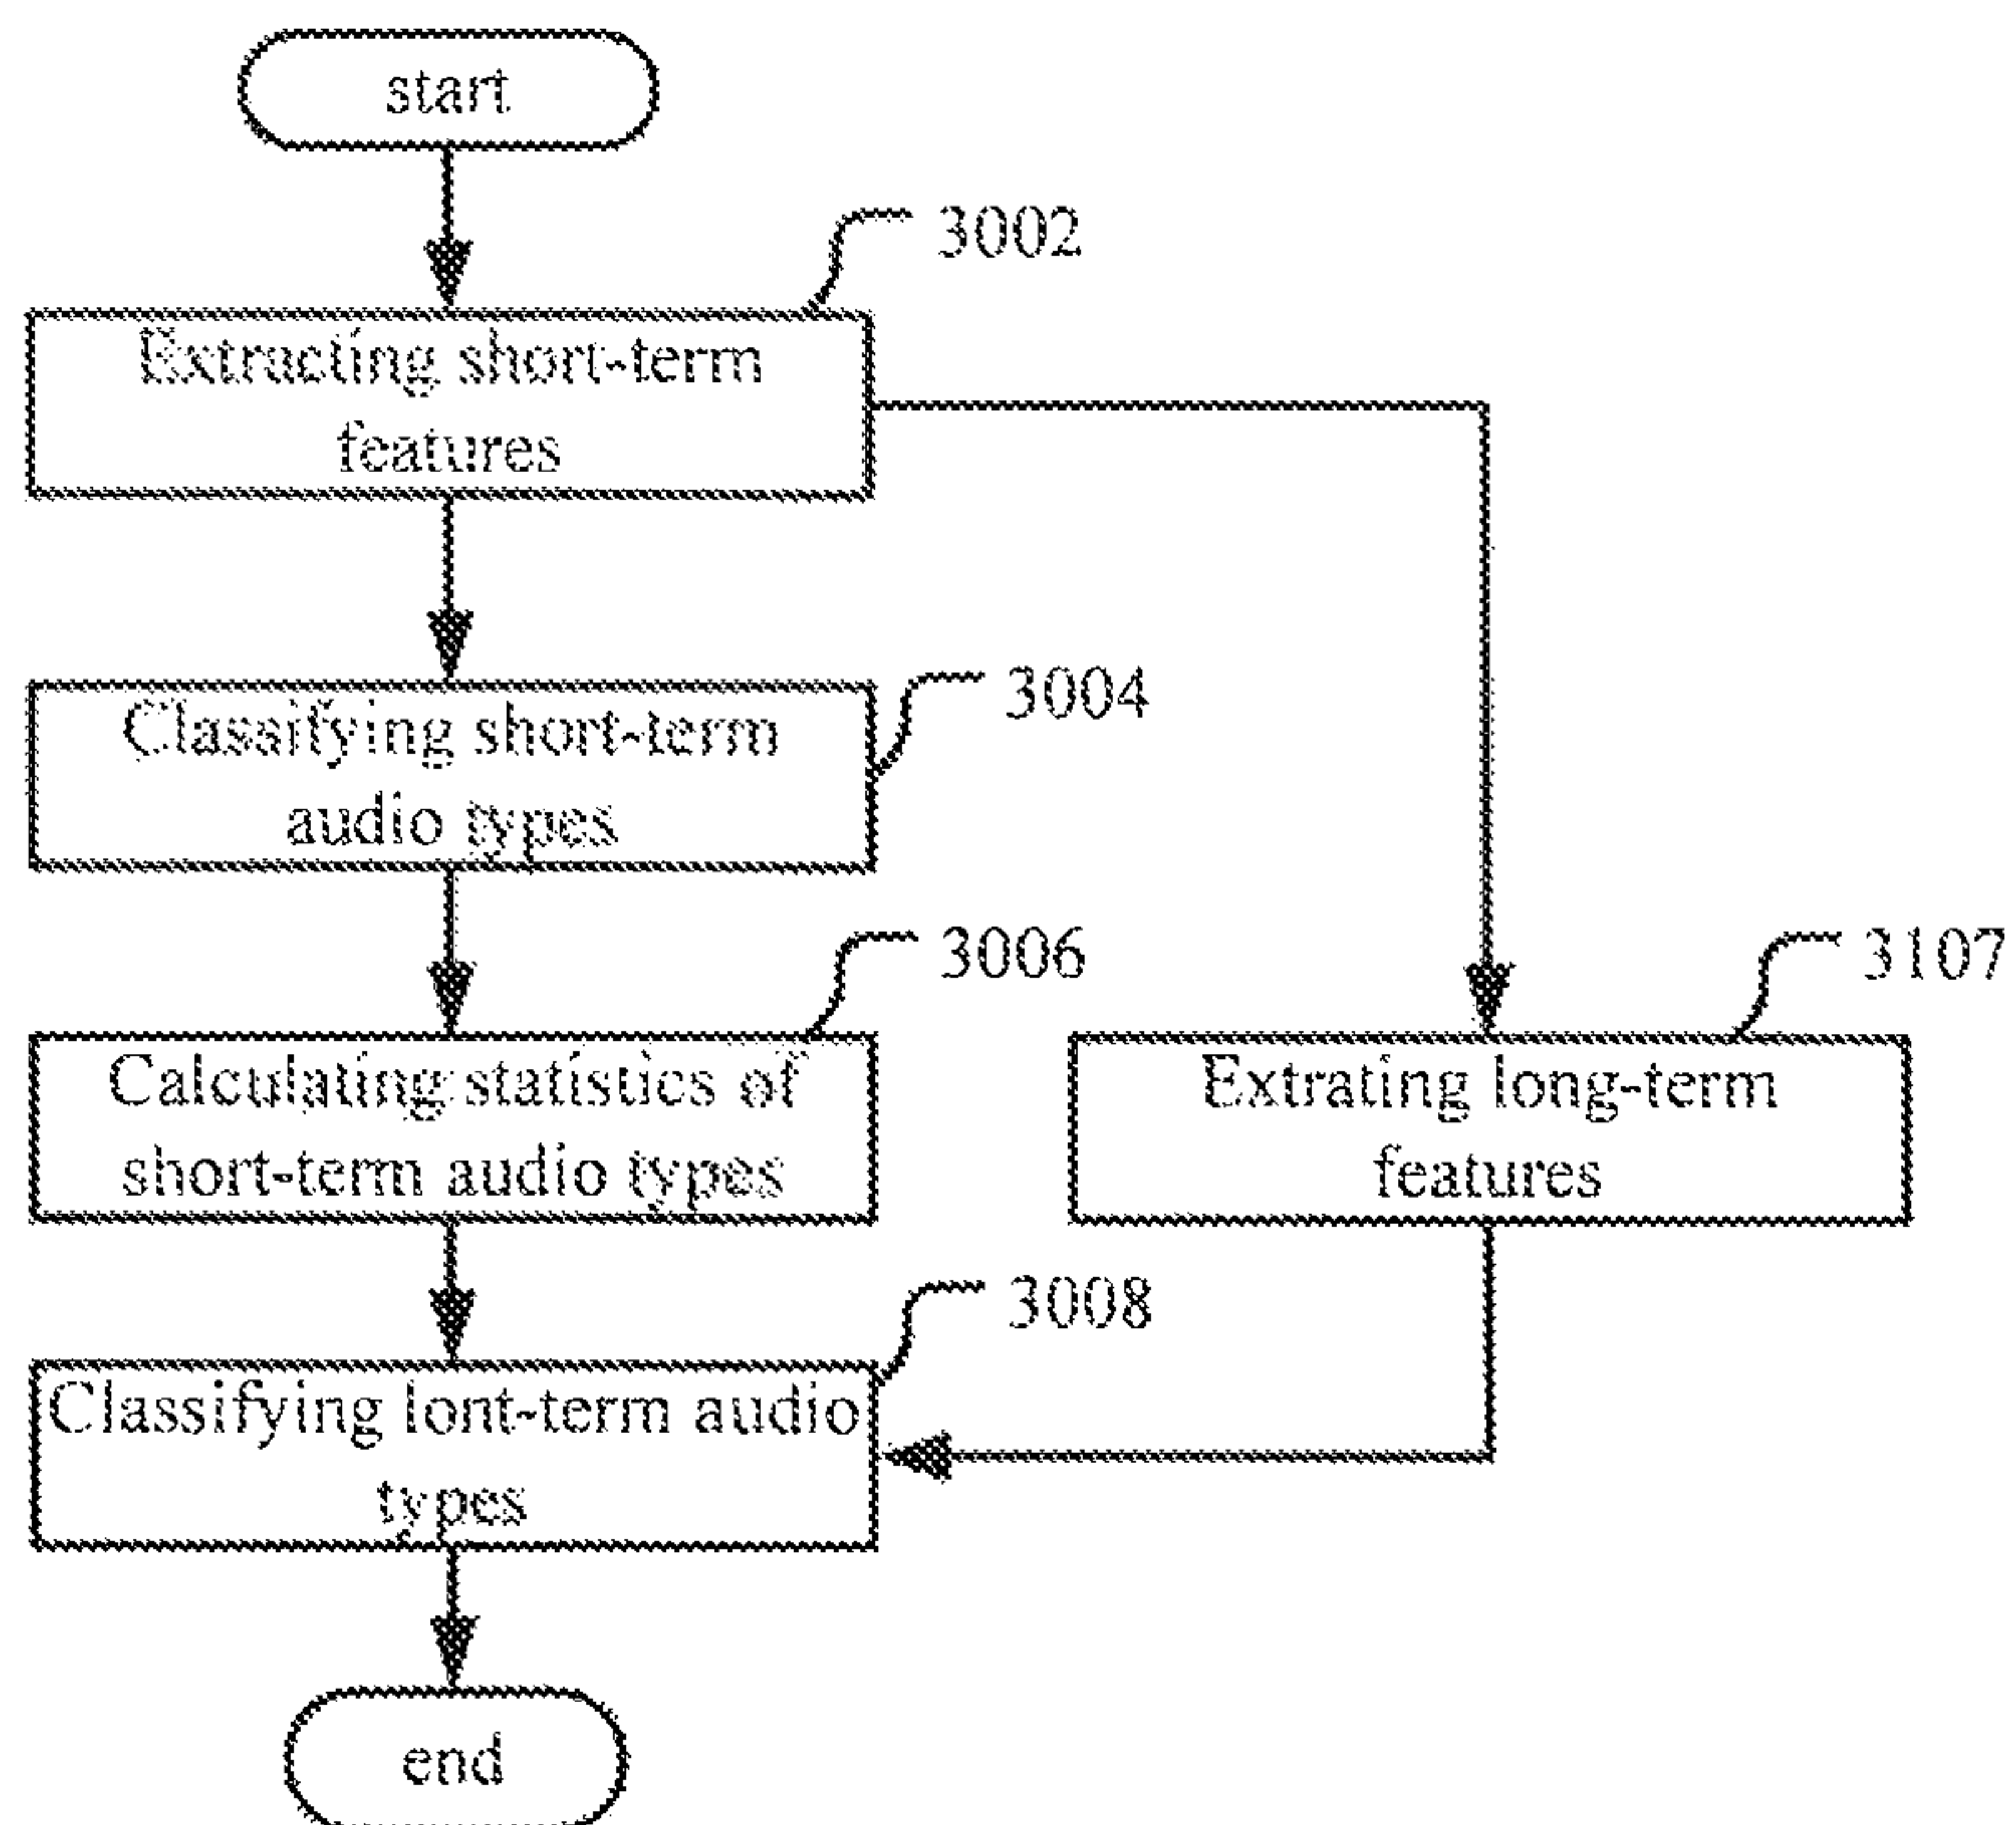 start
3002
Extracting short-term
features
3004
Classifying short-term
audio types
3006
Calculating statistics of
short-term audio types
3107
Extrating long-term
features
3008
Classifying lont-term audio
types
end